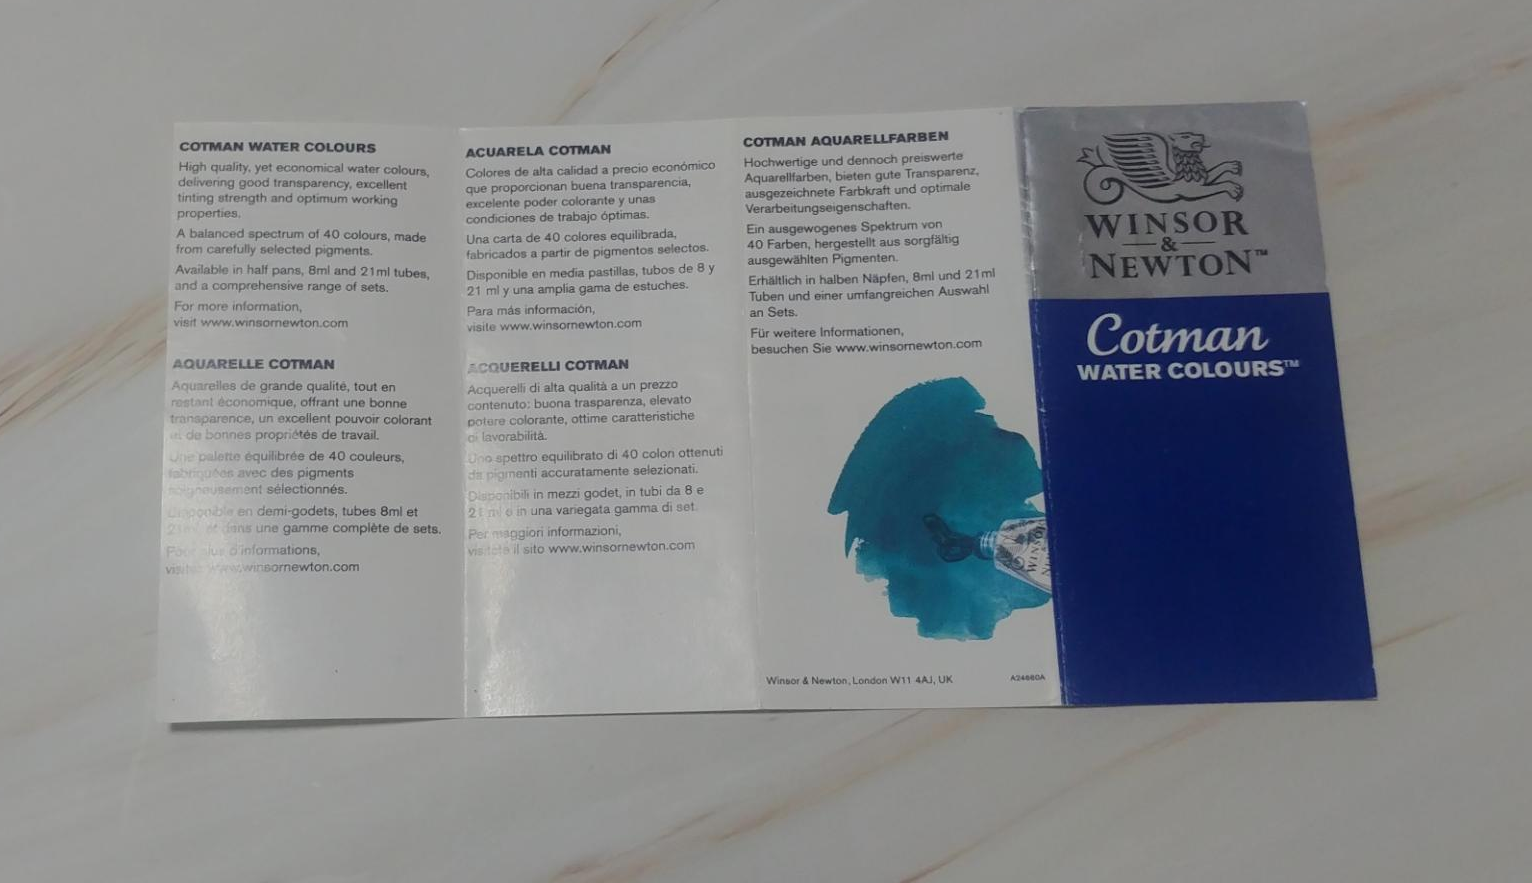 COTMAN WATER COLOURS
High quality, yet economical water colours,
delivering good transparency, excellent
tinting strength and optimum working
properties.
A balanced spectrum of 40 colours, made
from carefully selected pigments.
Available in half pans, 8ml and 21ml tubes,
and a comprehensive range of sets.
For more information,
visit www.winsornewton.com
AQUARELLE COTMAN
Aquarelles de grande qualité, tout en
restant économique, offrant une bonne
transparence, un excellent pouvoir colorant
de bonnes propriétés de travail.
Une palette équilibrée de 40 couleurs,
fabriquées avec des pigments
soigneusement sélectionnés.
Disponible en demi-godets, tubes 8ml et
et dans une gamme complète de sets.
Pour plus d'informations,
www.winsornewton.com
ACUARELA COTMAN
Colores de alta calidad a precio económico
que proporcionan buena transparencia,
excelente poder colorante y unas
condiciones de trabajo óptimas.
Una carta de 40 colores equilibrada,
fabricados a partir de pigmentos selectos.
Disponible en media pastillas, tubos de 8 y
21 ml y una amplia gama de estuches.
Para más información,
visite www.winsornewton.com
ACQUERELLI COTMAN
Acquerelli di alta qualità a un prezzo
contenuto: buona trasparenza, elevato
potere colorante, ottime caratteristiche
di lavorabilità.
Uno spettro equilibrato di 40 colori ottenuti
da pigmenti accuratamente selezionati.
Disponibili in mezzi godet, in tubi da 8 e
21 ml o in una variegata gamma di set.
Per maggiori informazioni,
visitate il sito www.winsornewton.com
COTMAN AQUARELLFARBEN
Hochwertige und dennoch preiswerte
Aquarellfarben, bieten gute Transparenz,
ausgezeichnete Farbkraft und optimale
Verarbeitungseigenschaften.
Ein ausgewogenes Spektrum von
40 Farben, hergestellt aus sorgfältig
ausgewählten Pigmenten.
Erhältlich in halben Näpfen, 8ml und 21ml
Tuben und einer umfangreichen Auswahl
an Sets.
Für weitere Informationen,
besuchen Sie www.winsornewton.com
Winsor & Newton, London W11 4AJ, UK
A24660A
WINSOR
&
NEWTON™
Cotman
WATER COLOURS™